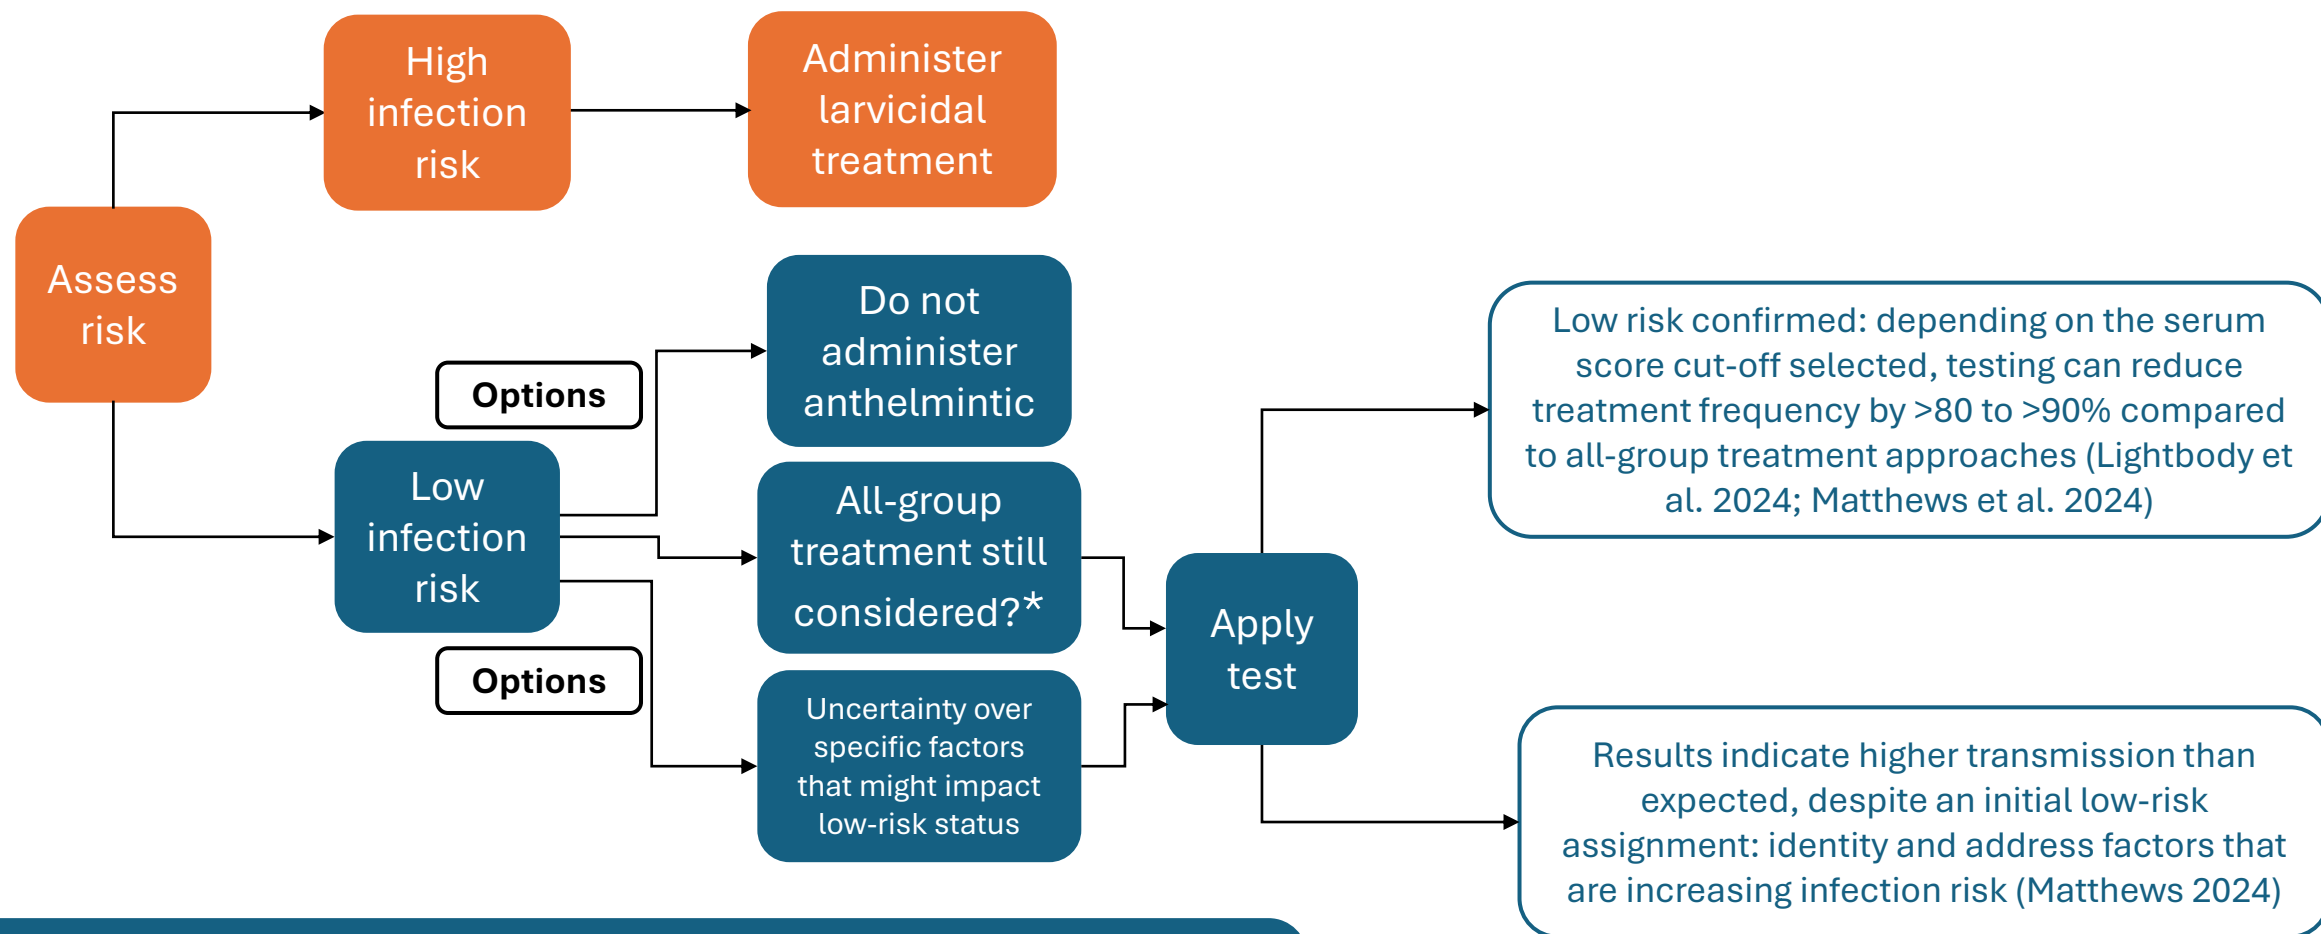 High
infection
risk
Administer
larvicidal
treatment
Assess
risk
Options
Do not
administer
anthelmintic
Low
infection
risk
All-group
treatment still
considered?*
Options
Uncertainty over
specific factors
that might impact
low-risk status
Apply
test
Low risk confirmed: depending on the serum
score cut-off selected, testing can reduce
treatment frequency by >80 to >90% compared
to all-group treatment approaches (Lightbody et
al. 2024; Matthews et al. 2024)
Results indicate higher transmission than
expected, despite an initial low-risk
assignment: identity and address factors that
are increasing infection risk (Matthews 2024)